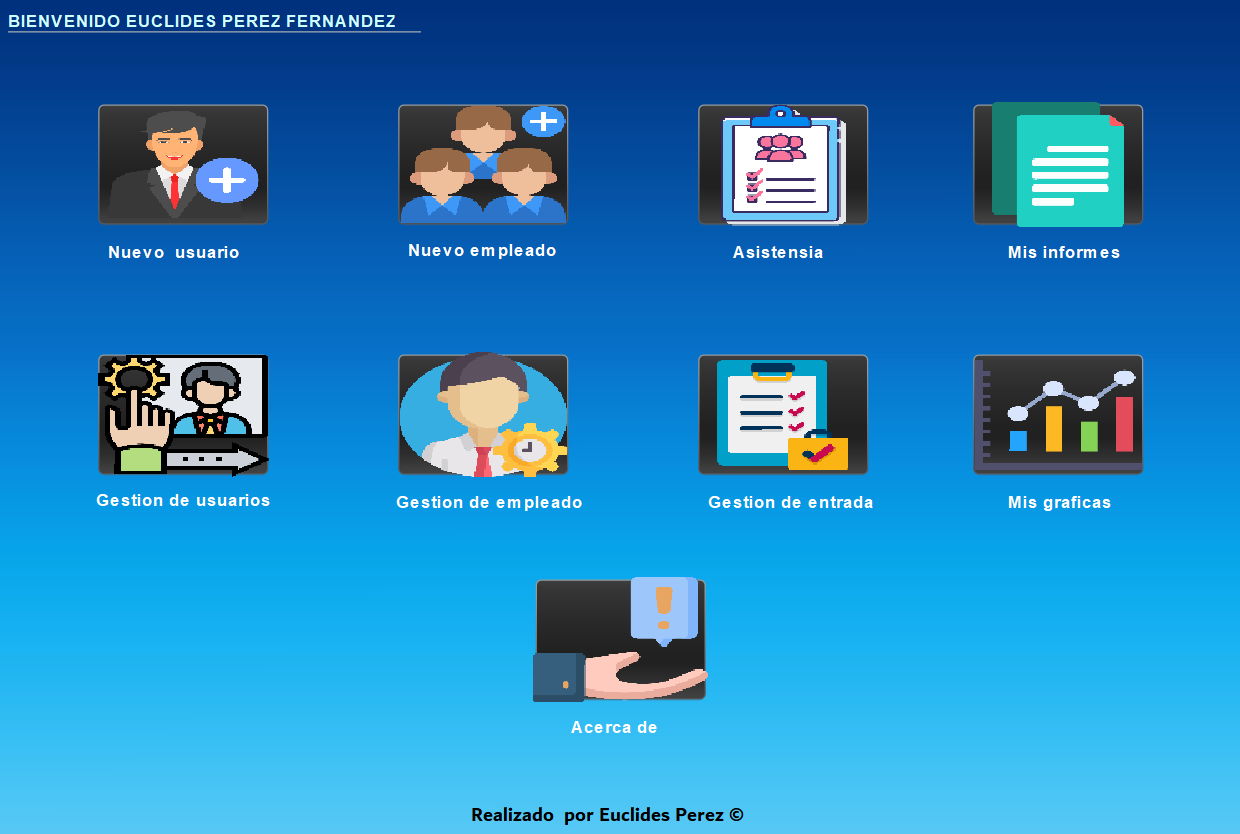 BIENVENIDO EUCLIDES PEREZ FERNANDEZ
Nuevo usuario
Nuevo empleado
Asistensia
Mis informes
Gestion de usuarios
Gestion de empleado
Gestion de entrada
Mis graficas
Acerca de
Realizado por Euclides Perez ©